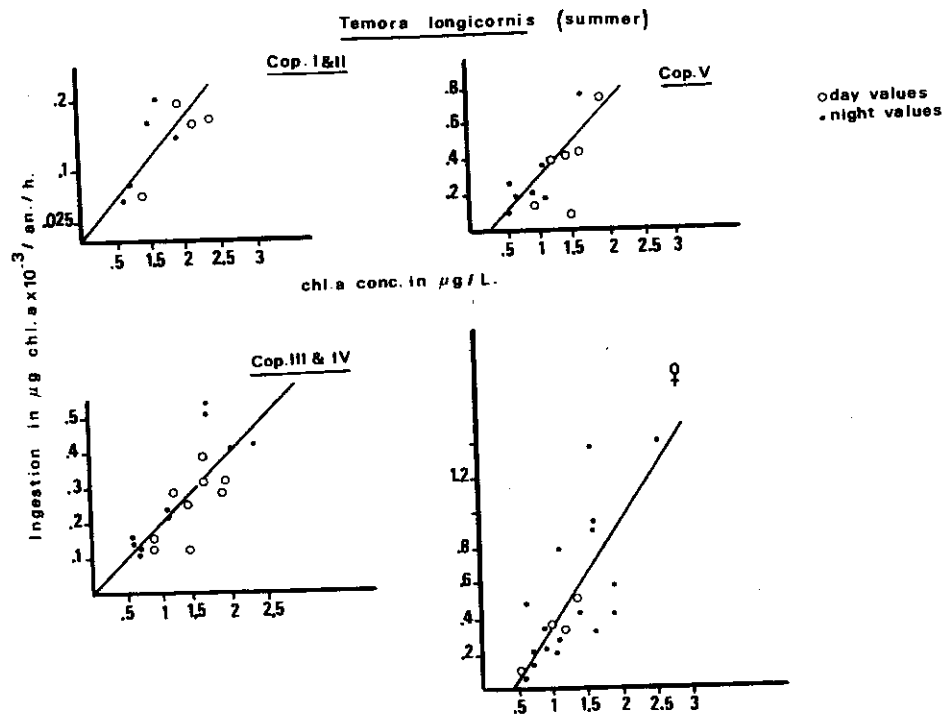 Temora longicornis (summer)
Cop. I&II
Cop. V
o day values
• night values
.2
.1
.025
.5 1,5 2 2.5 3
.8
.6
.4
.2
.5 1 1.5 2 2.5 3
Ingestion in µg chl.a x10⁻³/ an./h.
chl.a conc. in µg/L.
Cop. III & IV
♀
.5
.4
.3
.2
.1
.5 1 1,5 2 2,5
1.2
.8
.6
.4
.2
.5 1 1.5 2 2.5 3